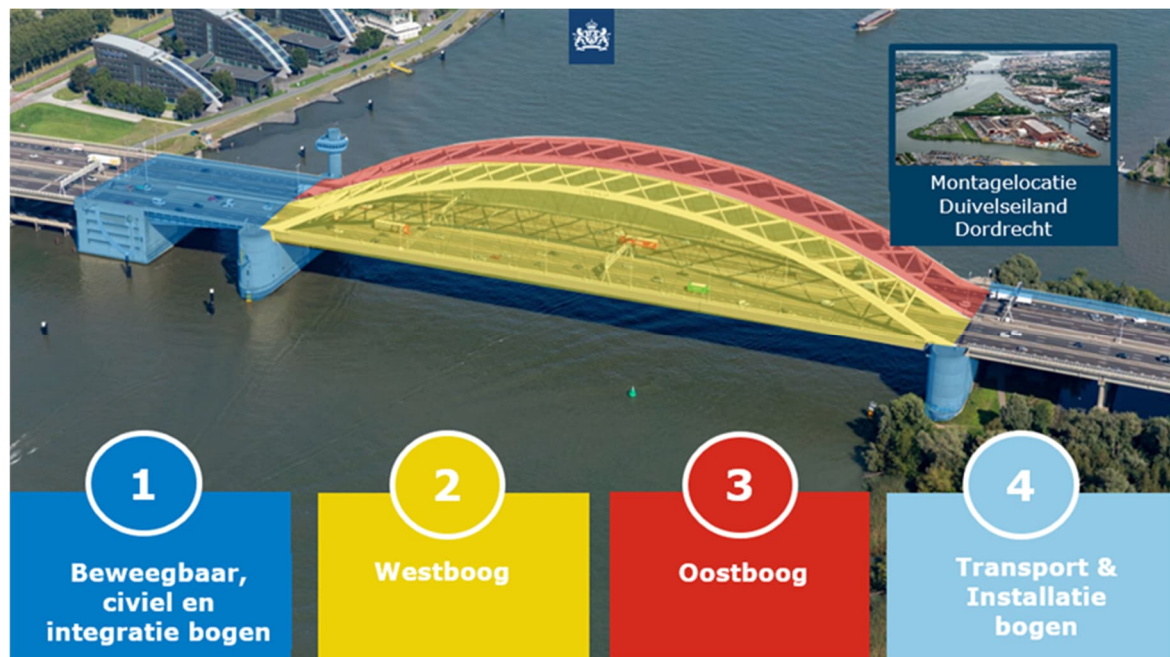 Montagelocatie
Duivelseiland
Dordrecht
1
Beweegbaar,
civiel en
integratie bogen
2
Westboog
3
Oostboog
4
Transport &
Installatie
bogen